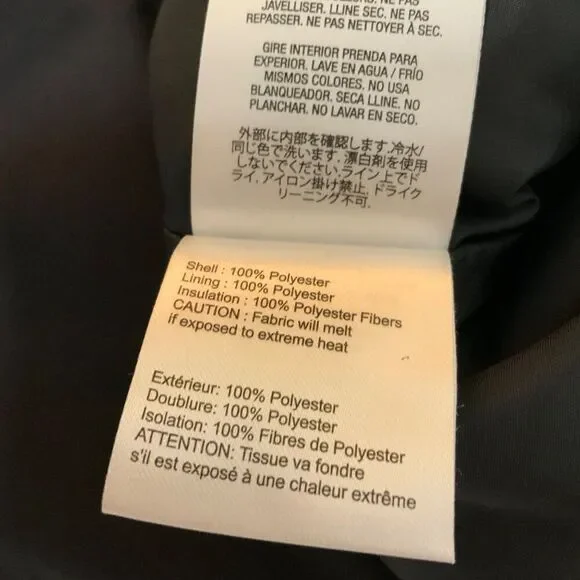 JAVELLISER. LLINE SEC. NE PAS
REPASSER. NE PAS NETTOYER À SEC.
GIRE INTERIOR PRENDA PARA
EXPERIOR. LAVE EN AGUA / FRÍO
MISMOS COLORES. NO USA
BLANQUEADOR. SECA LLINE. NO
PLANCHAR. NO LAVAR EN SECO.
外部に内部を確認します.冷水/
同じ色で洗います. 漂白剤を使用
しないでください.ライン上でド
ライ, アイロン掛け禁止, ドライク
リーニング不可.
Shell : 100% Polyester
Lining : 100% Polyester
Insulation : 100% Polyester Fibers
CAUTION : Fabric will melt
if exposed to extreme heat
Extérieur: 100% Polyester
Doublure: 100% Polyester
Isolation: 100% Fibres de Polyester
ATTENTION: Tissue va fondre
s'il est exposé à une chaleur extrême